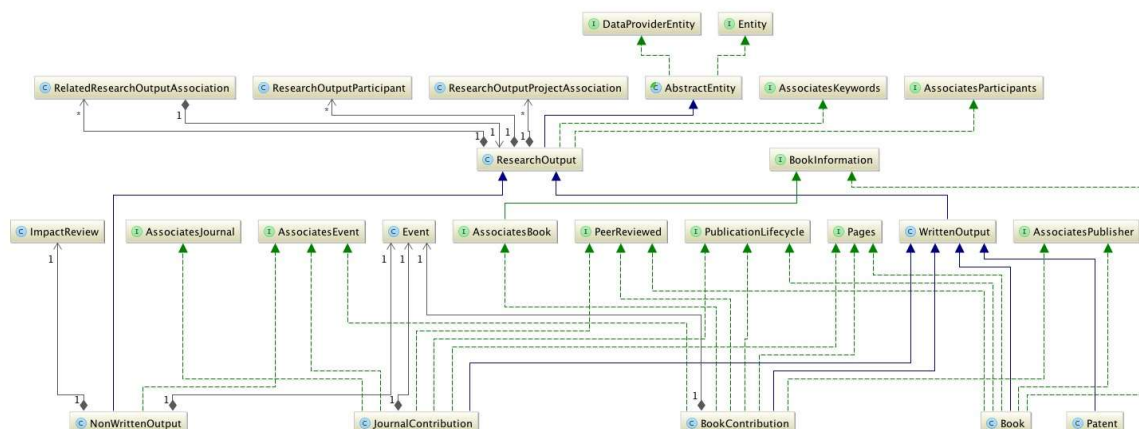 I DataProviderEntity
I Entity
C RelatedResearchOutputAssociation
C ResearchOutputParticipant
C ResearchOutputProjectAssociation
C AbstractEntity
I AssociatesKeywords
I AssociatesParticipants
* 1 * *
1 1 1 1
C ResearchOutput
I BookInformation
C ImpactReview
I AssociatesJournal
I AssociatesEvent
C Event
I AssociatesBook
I PeerReviewed
I PublicationLifecycle
I Pages
C WrittenOutput
I AssociatesPublisher
1 1 1 1
1 1 1 1
C NonWrittenOutput
C JournalContribution
C BookContribution
C Book
C Patent